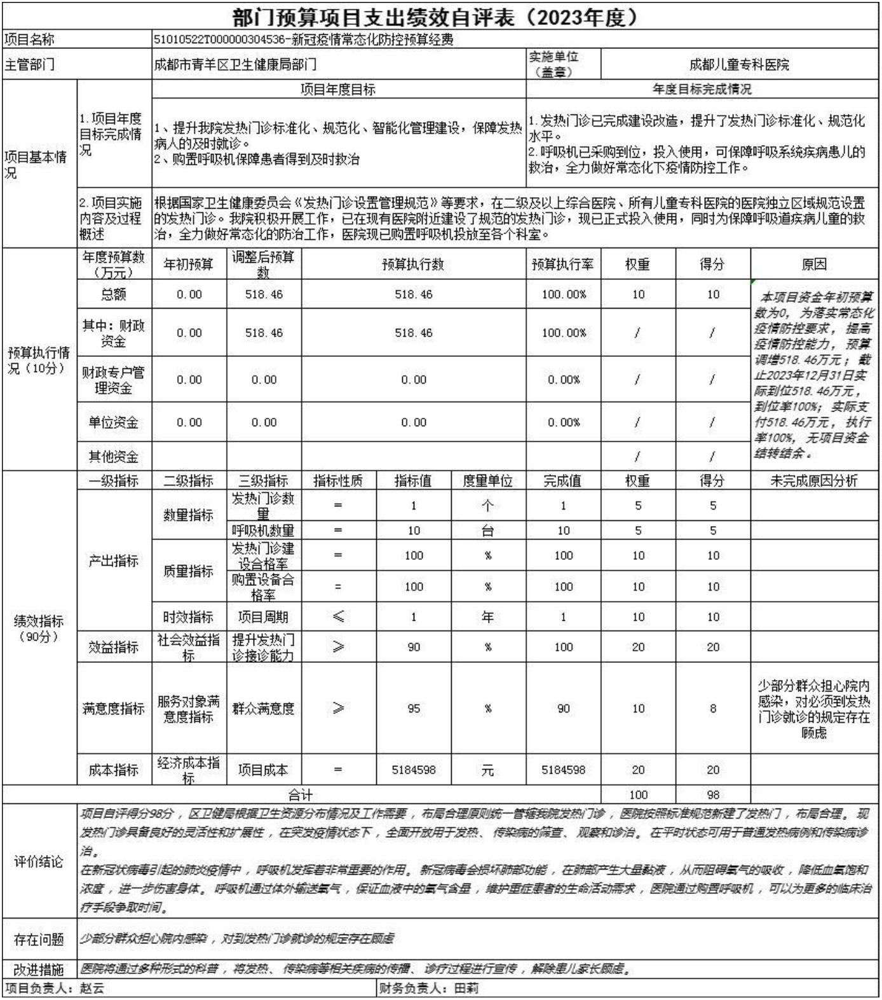 部门预算项目支出绩效自评表（2023年度）
项目名称
51010522T000000304536-新冠疫情常态化防控预算经费
主管部门
成都市青羊区卫生健康局部门
实施单位
（盖章）
成都儿童专科医院
项目基本情
况
1.项目年度
目标完成情
况
项目年度目标
年度目标完成情况
1、提升我院发热门诊标准化、规范化、智能化管理建设，保障发热
病人的及时就诊。
2、购置呼吸机保障患者得到及时救治
1.发热门诊已完成建设改造，提升了发热门诊标准化、规范化
水平。
2.呼吸机已采购到位，投入使用，可保障呼吸系统疾病患儿的
救治，全力做好常态化下疫情防控工作。
2.项目实施
内容及过程
概述
根据国家卫生健康委员会《发热门诊设置管理规范》等要求，在二级及以上综合医院、所有儿童专科医院的医院独立区域规范设置
的发热门诊。我院积极开展工作，已在现有医院附近建设了规范的发热门诊，现已正式投入使用，同时为保障呼吸道疾病儿童的救
治，全力做好常态化的防治工作，医院现已购置呼吸机投放至各个科室。
预算执行情
况（10分）
年度预算数
（万元）
年初预算
调整后预算
数
预算执行数
预算执行率
权重
得分
原因
总额
0.00
518.46
518.46
100.00%
10
10
其中：财政
资金
0.00
518.46
518.46
100.00%
/
/
财政专户管
理资金
0.00
0.00
0.00
0.00%
/
/
单位资金
0.00
0.00
0.00
0.00%
/
/
其他资金
/
/
本项目资金年初预算
数为0，为落实常态化
疫情防控要求，提高
疫情防控能力，预算
调增518.46万元；截
止2023年12月31日实
际到位518.46万元，
到位率100%；实际支
付518.46万元，执行
率100%，无项目资金
结转结余。
绩效指标
（90分）
一级指标
二级指标
三级指标
指标性质
指标值
度量单位
完成值
权重
得分
未完成原因分析
产出指标
数量指标
发热门诊数
量
=
1
个
1
5
5
呼吸机数量
=
10
台
10
5
5
质量指标
发热门诊建
设合格率
=
100
%
100
10
10
购置设备合
格率
=
100
%
100
10
10
时效指标
项目周期
≤
1
年
1
10
10
效益指标
社会效益指
标
提升发热门
诊接诊能力
≥
90
%
100
20
20
满意度指标
服务对象满
意度指标
群众满意度
≥
95
%
90
10
8
少部分群众担心院内
感染，对必须到发热
门诊就诊的规定存在
顾虑
成本指标
经济成本指
标
项目成本
=
5184598
元
5184598
20
20
合计
100
98
评价结论
项目自评得分98分，区卫健局根据卫生资源分布情况及工作需要，布局合理原则统一管辖我院发热门诊，医院按照标准规范新建了发热门，布局合理。现
发热门诊具备良好的灵活性和扩展性，在突发疫情状态下，全面开放用于发热、传染病的筛查、观察和诊治。在平时状态可用于普通发热病例和传染病诊
治。
在新冠状病毒引起的肺炎疫情中，呼吸机发挥着非常重要的作用。新冠病毒会损坏肺部功能，在肺部产生大量黏液，从而阻碍氧气的吸收，降低血氧饱和
浓度，进一步伤害身体。呼吸机通过体外输送氧气，保证血液中的氧气含量，维护重症患者的生命活动需求，医院通过购置呼吸机，可以为更多的临床治
疗手段争取时间。
存在问题
少部分群众担心院内感染，对到发热门诊就诊的规定存在顾虑
改进措施
医院将通过多种形式的科普，将发热、传染病等相关疾病的传播、诊疗过程进行宣传，解除患儿家长顾虑。
项目负责人：赵云
财务负责人：田莉